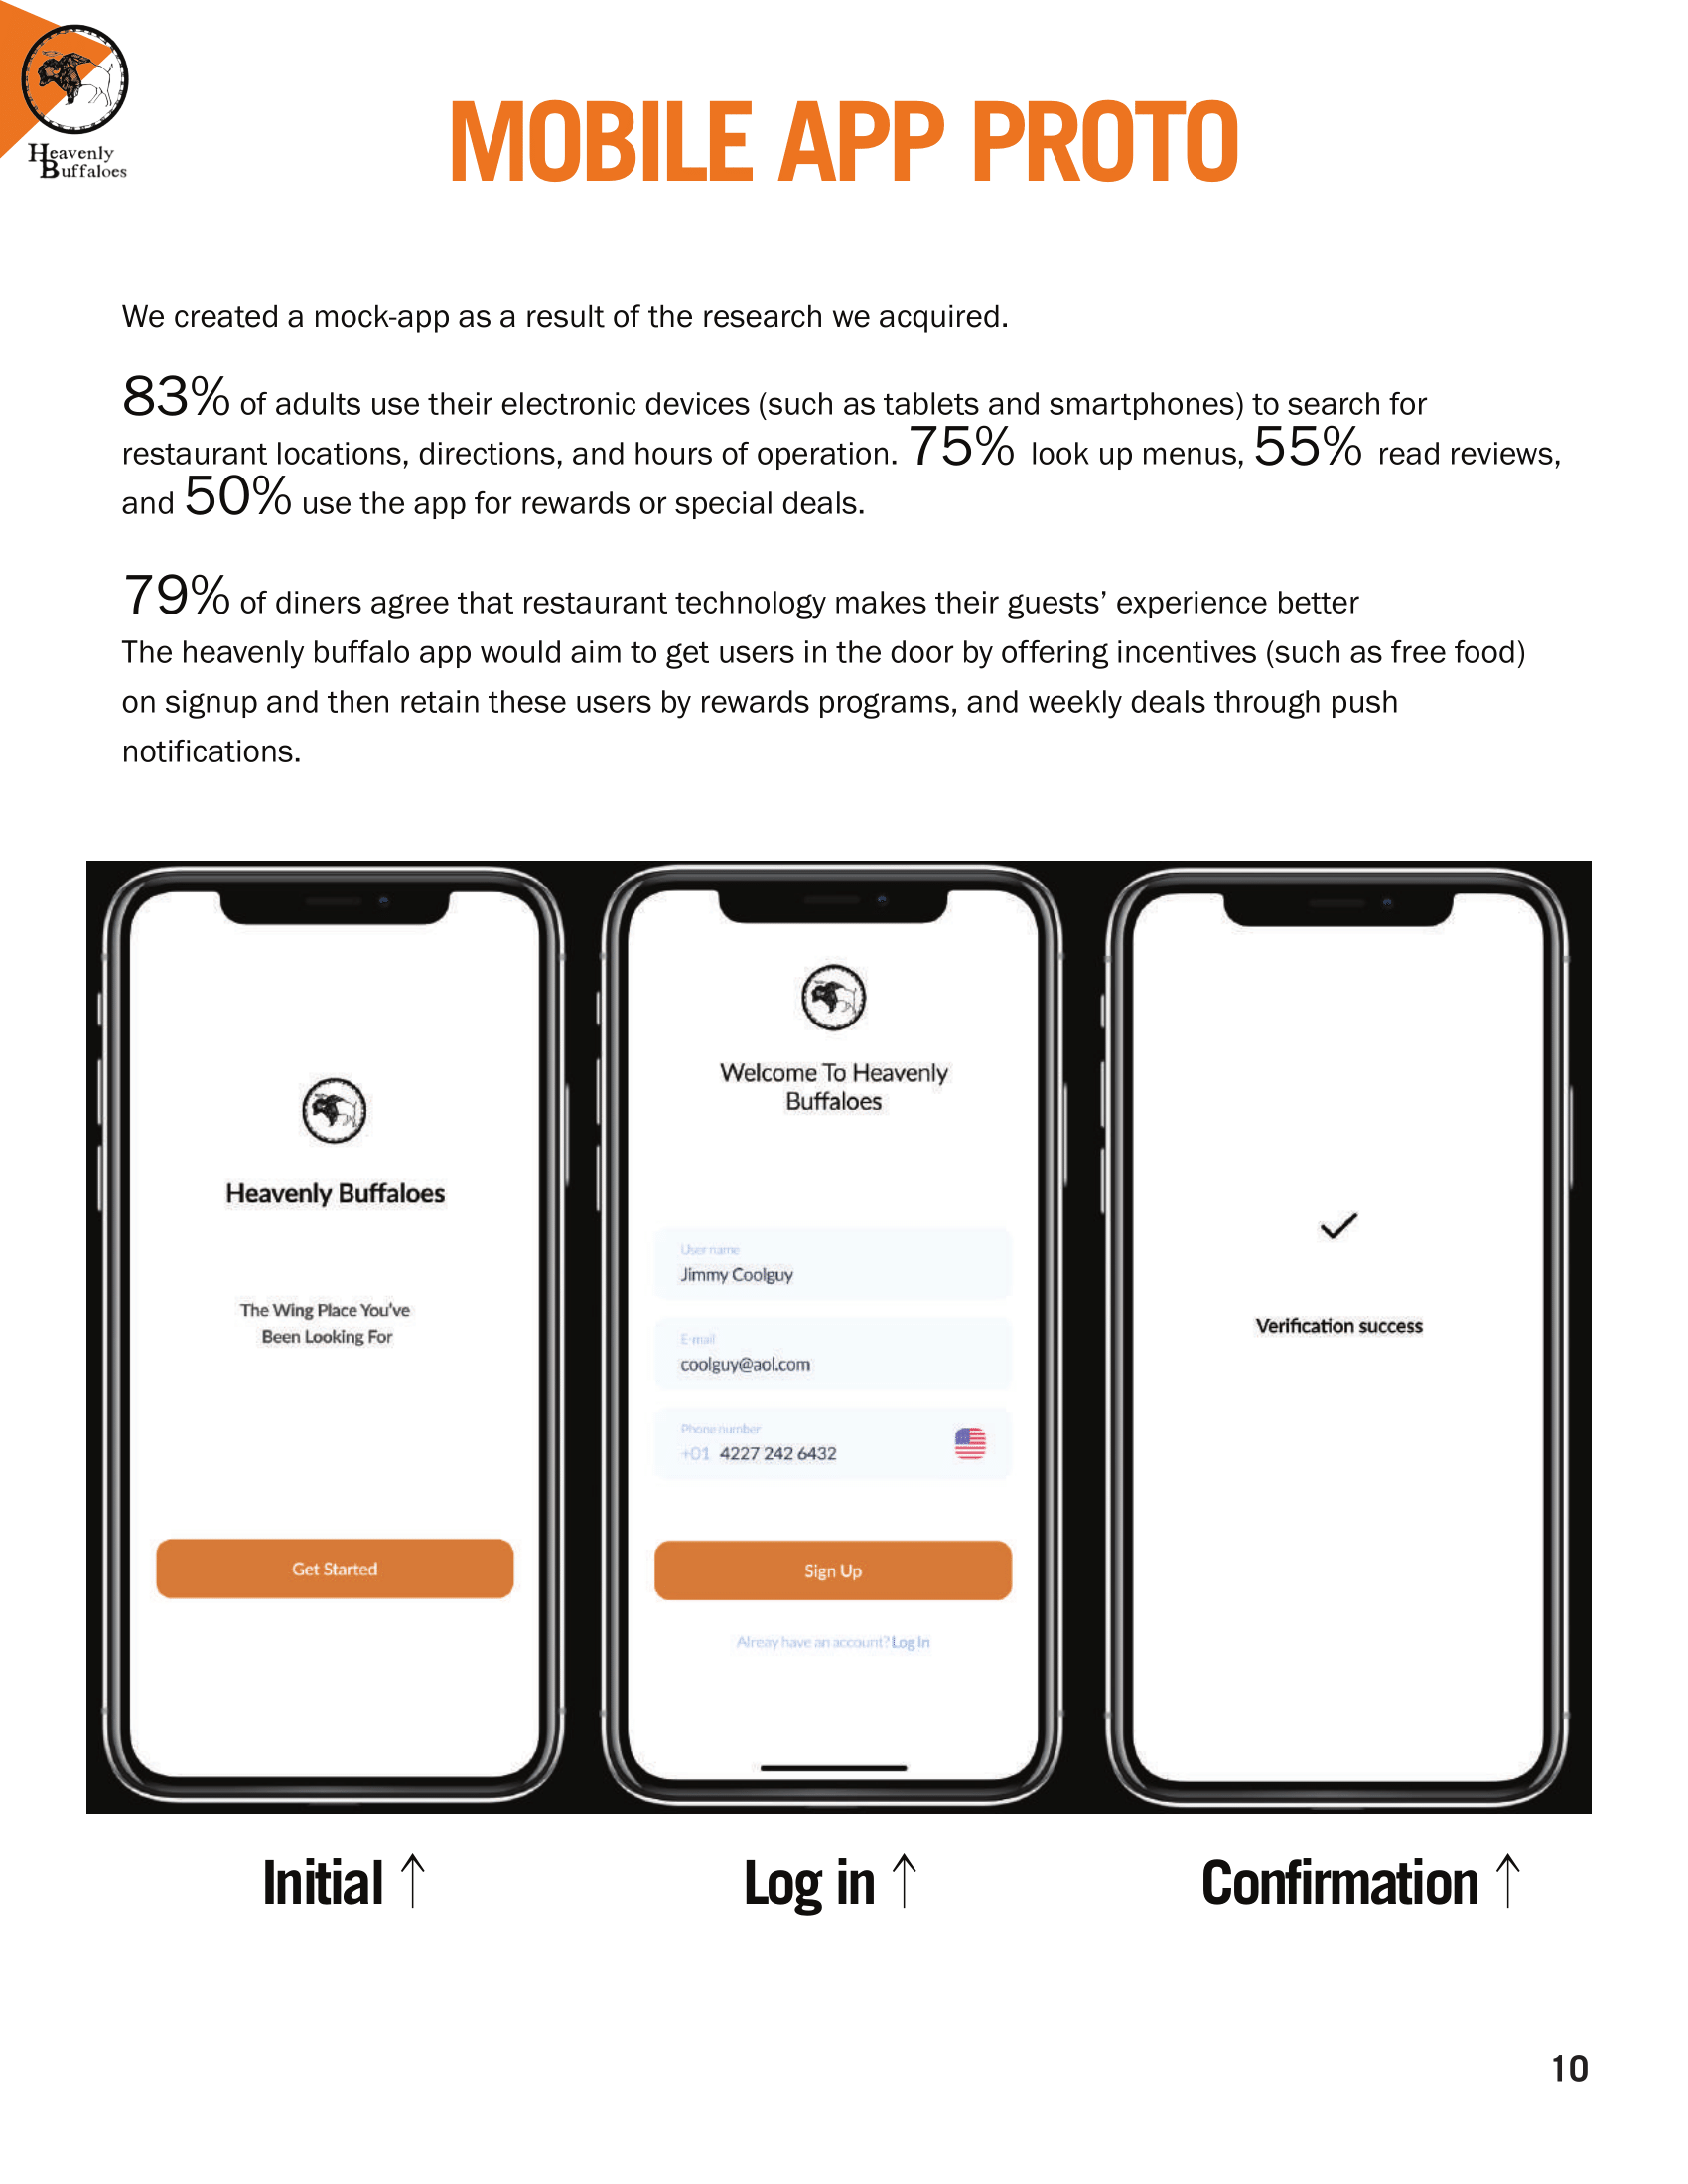 Heavenly
Buffaloes
MOBILE APP PROTO
We created a mock-app as a result of the research we acquired.
83% of adults use their electronic devices (such as tablets and smartphones) to search for
restaurant locations, directions, and hours of operation. 75% look up menus, 55% read reviews,
and 50% use the app for rewards or special deals.
79% of diners agree that restaurant technology makes their guests’ experience better
The heavenly buffalo app would aim to get users in the door by offering incentives (such as free food)
on signup and then retain these users by rewards programs, and weekly deals through push
notifications.
Heavenly Buffaloes
The Wing Place You've
Been Looking For
Get Started
Welcome To Heavenly
Buffaloes
User name
Jimmy Coolguy
E-mail
coolguy@aol.com
Phone number
+01 4227 242 6432
Sign Up
Alreay have an account? Log In
Verification success
Initial ↑
Log in ↑
Confirmation ↑
10